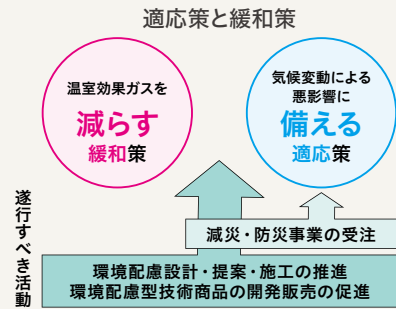 適応策と緩和策
温室効果ガスを
減らす
緩和策
気候変動による
悪影響に
備える
適応策
遂行すべき活動
減災・防災事業の受注
環境配慮設計・提案・施工の推進
環境配慮型技術商品の開発販売の促進